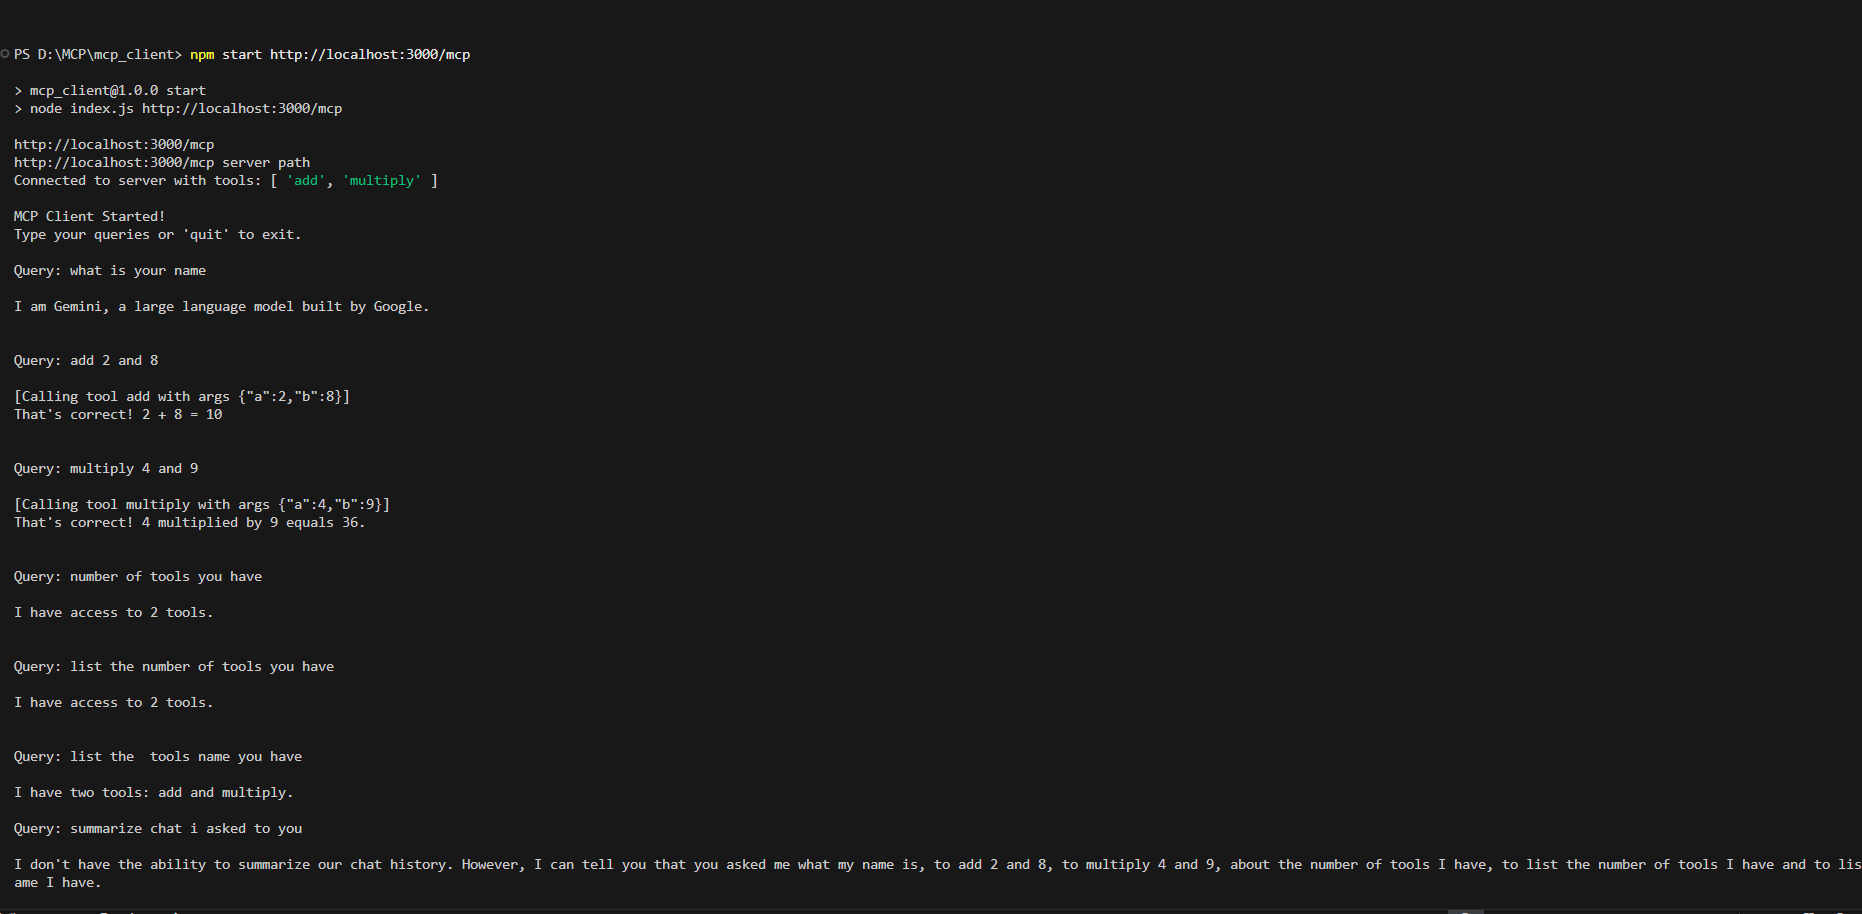 PS D:\MCP\mcp_client> npm start http://localhost:3000/mcp
> mcp_client@1.0.0 start
> node index.js http://localhost:3000/mcp
http://localhost:3000/mcp
http://localhost:3000/mcp server path
Connected to server with tools: [ 'add', 'multiply' ]
MCP Client Started!
Type your queries or 'quit' to exit.
Query: what is your name
I am Gemini, a large language model built by Google.
Query: add 2 and 8
[Calling tool add with args {"a":2,"b":8}]
That's correct! 2 + 8 = 10
Query: multiply 4 and 9
[Calling tool multiply with args {"a":4,"b":9}]
That's correct! 4 multiplied by 9 equals 36.
Query: number of tools you have
I have access to 2 tools.
Query: list the number of tools you have
I have access to 2 tools.
Query: list the  tools name you have
I have two tools: add and multiply.
Query: summarize chat i asked to you
I don't have the ability to summarize our chat history. However, I can tell you that you asked me what my name is, to add 2 and 8, to multiply 4 and 9, about the number of tools I have, to list the number of tools I have and to lis
ame I have.